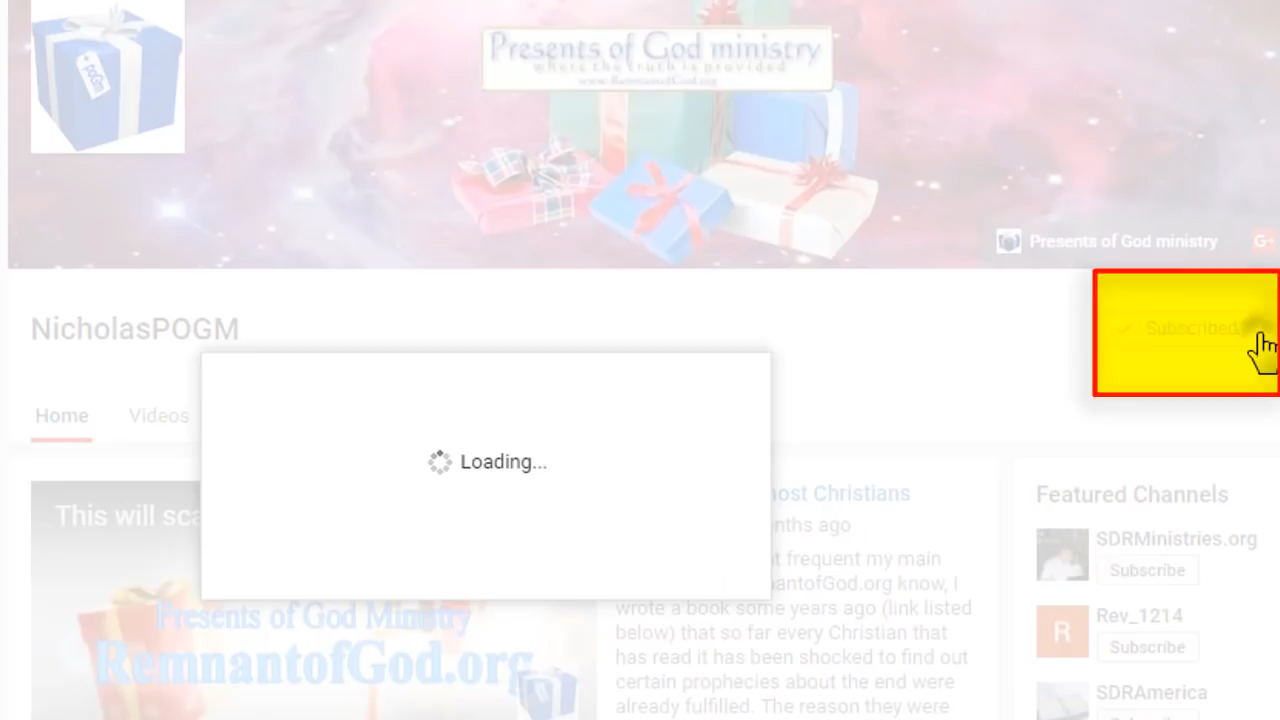 Presents of God ministry
where the truth is provided
www.RemnantofGod.org
POGM
Presents of God ministry
G+
NicholasPOGM
Subscribed
Home
Videos
Loading...
This will sca
Presents of God Ministry
RemnantofGod.org
most Christians
nths ago
t frequent my main
nantofGod.org know, I
wrote a book some years ago (link listed
below) that so far every Christian that
has read it has been shocked to find out
certain prophecies about the end were
already fulfilled. The reason they were
Featured Channels
SDRMinistries.org
Subscribe
R
Rev_1214
Subscribe
SDRAmerica